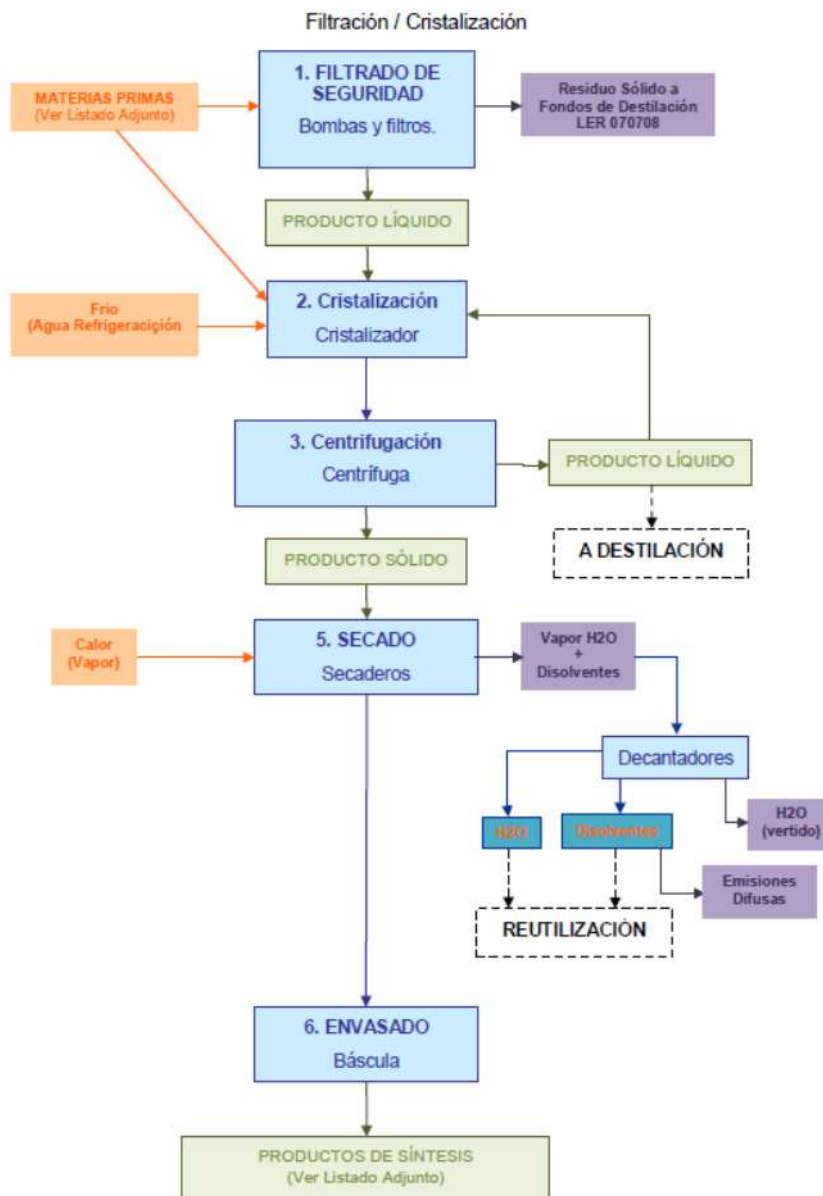 Filtración / Cristalización
1. FILTRADO DE
SEGURIDAD
Bombas y filtros.
MATERIAS PRIMAS
(Ver Listado Adjunto)
Residuo Sólido a
Fondos de Destilación
LER 070708
PRODUCTO LÍQUIDO
2. Cristalización
Cristalizador
Frio
(Agua Refrigeracición
3. Centrifugación
Centrífuga
PRODUCTO LÍQUIDO
A DESTILACIÓN
PRODUCTO SÓLIDO
Calor
(Vapor)
5. SECADO
Secaderos
Vapor H2O
+
Disolventes
Decantadores
H2O
Disolventes
H2O
(vertido)
Emisiones
Difusas
REUTILIZACIÓN
6. ENVASADO
Báscula
PRODUCTOS DE SÍNTESIS
(Ver Listado Adjunto)